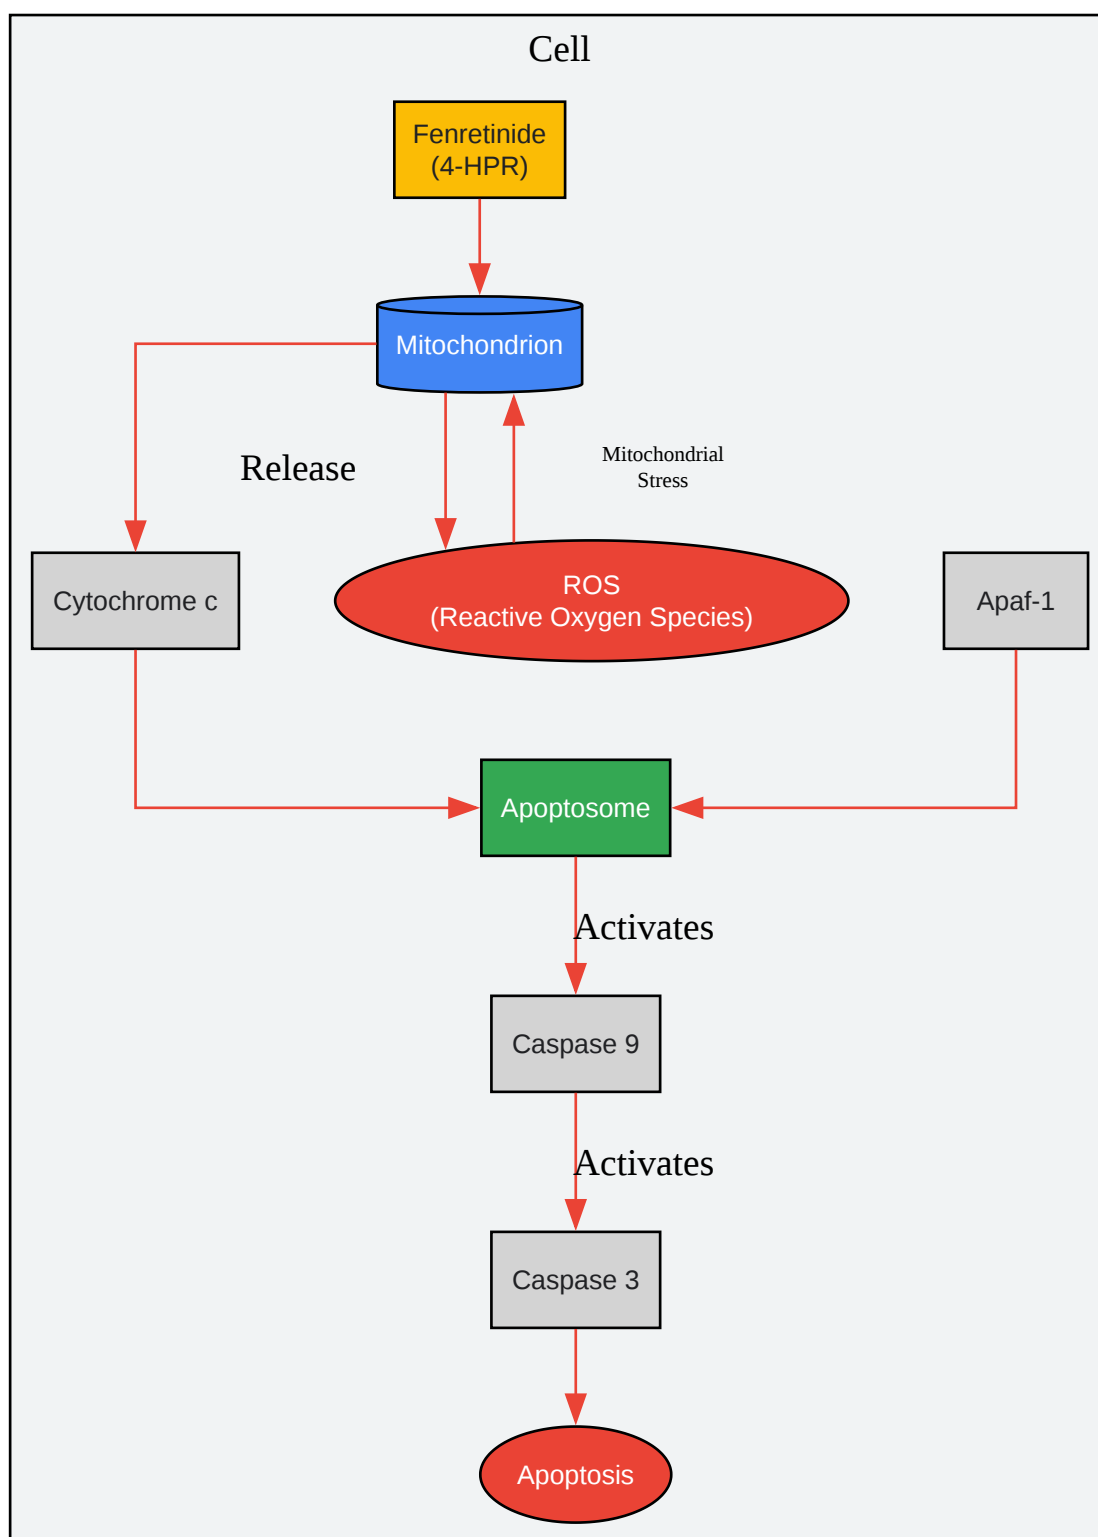 Cell
Fenretinide
(4-HPR)
Mitochondrion
Release
Mitochondrial
Stress
Cytochrome c
ROS
(Reactive Oxygen Species)
Apaf-1
Apoptosome
Activates
Caspase 9
Activates
Caspase 3
Apoptosis